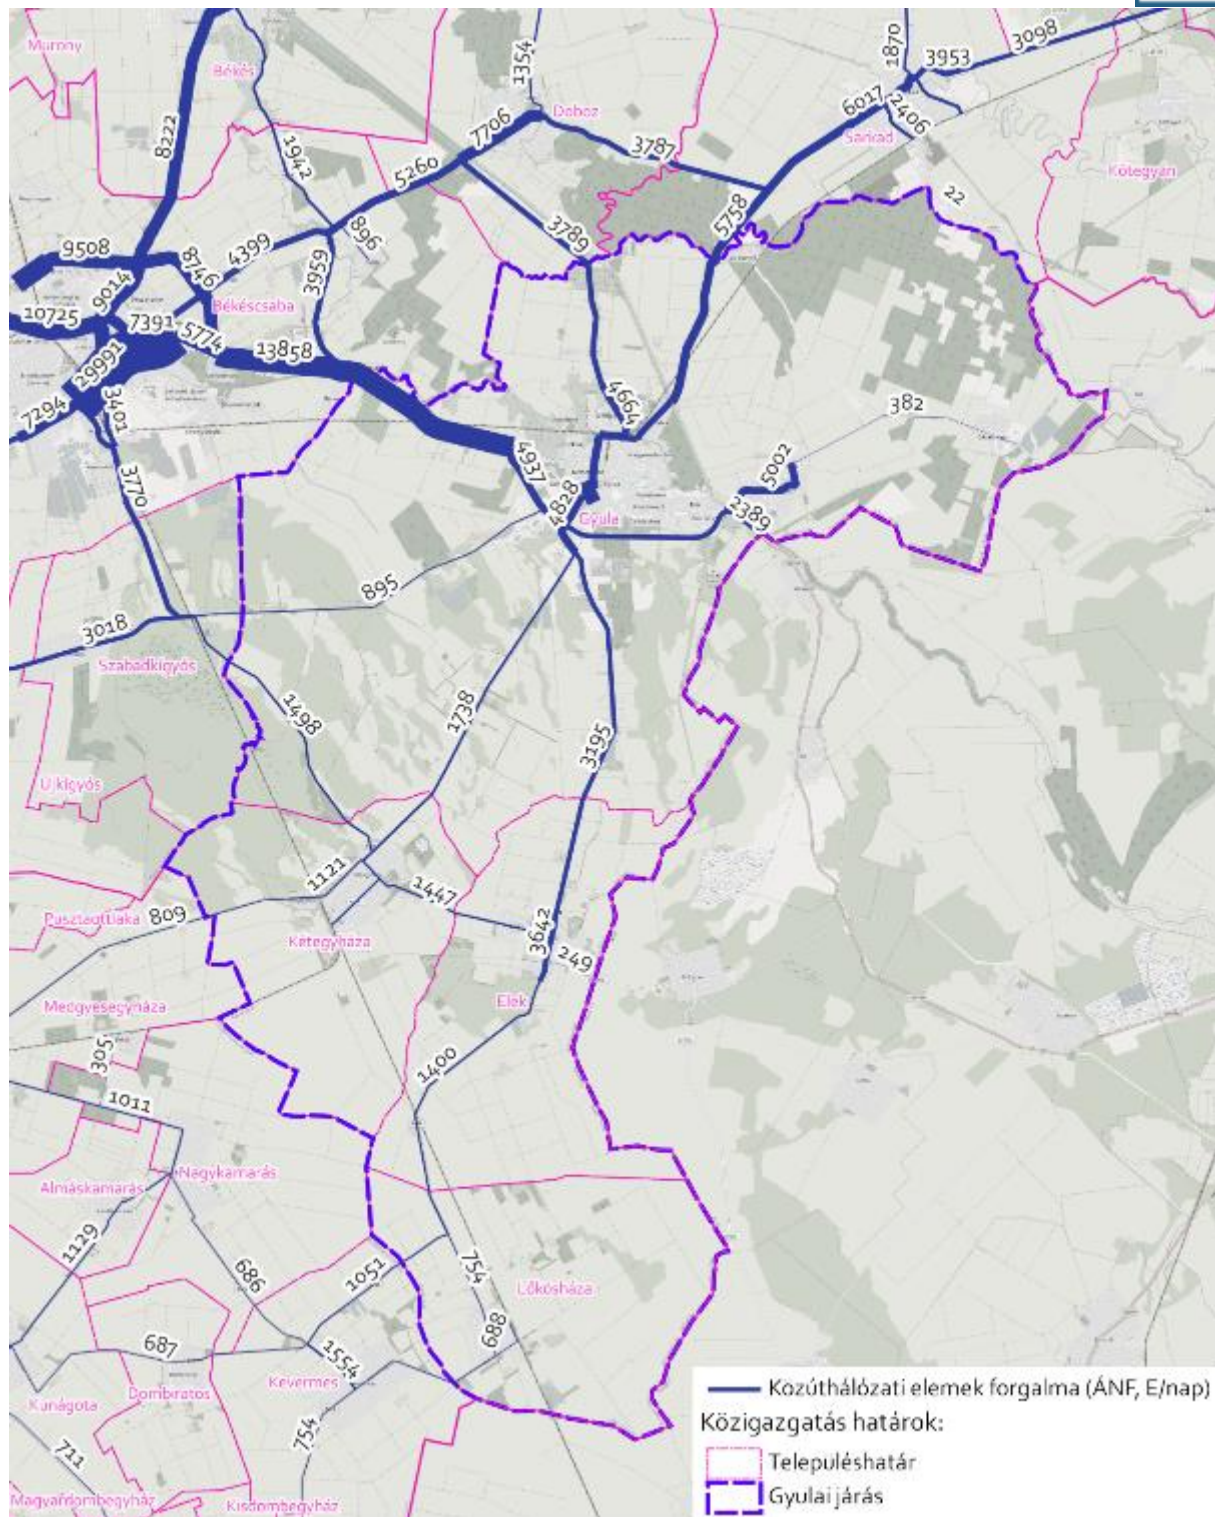 Murony
Békés
1354
1870
3953
3098
8222
1942
7706
Doboz
6017
2406
Sarkad
5260
3787
Kötegyán
22
9508
8746
4399
896
3789
5758
3959
9014
Békéscsaba
10725
7391
5774
13858
29991
7294
3401
4664
382
3770
4937
5002
4828
Gyula
2389
895
3018
Szabadkígyós
1498
1738
3195
Újkígyós
1121
1447
Pusztaottlaka
809
Kétegyháza
3642
249
Medgyesegyháza
Elek
305
1400
1011
Nagykamarás
Almáskamarás
1129
686
1051
754
Lőkösháza
688
687
1554
Kevermes
Dombiratos
Kunágota
754
711
Magyardombegyház
Kisdombegyház
Közúthálózati elemek forgalma (ÁNF, E/nap)
Közigazgatás határok:
Településhatár
Gyulai járás